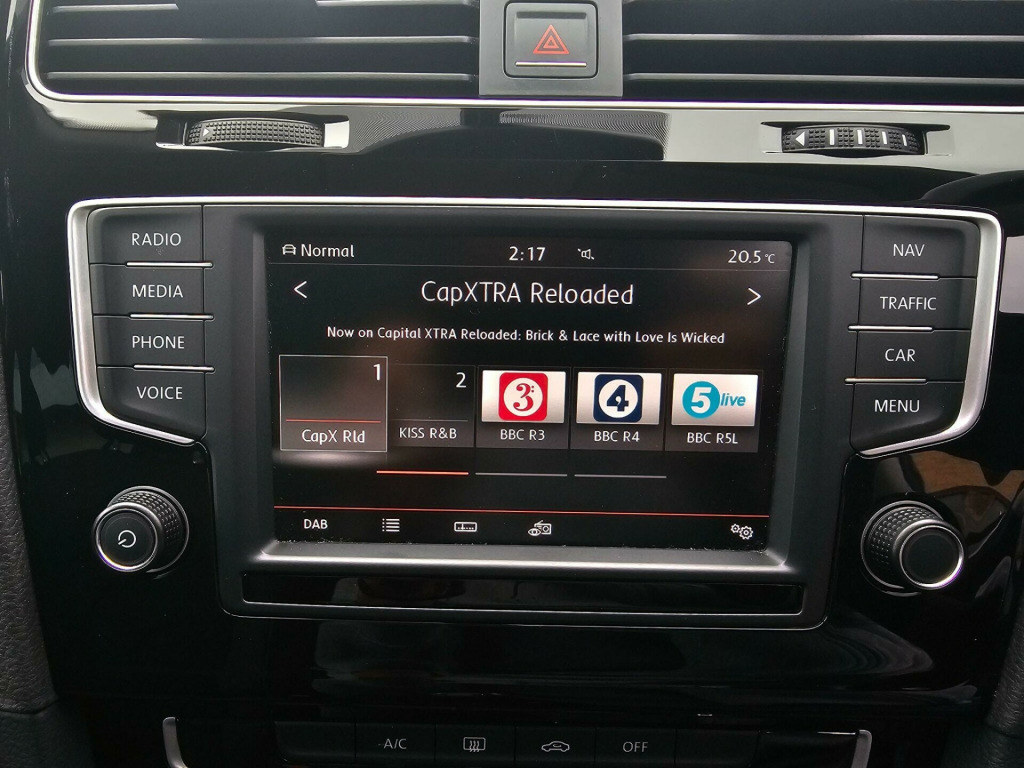 RADIO
MEDIA
PHONE
VOICE
Normal 2:17 20.5°C
CapXTRA Reloaded
Now on Capital XTRA Reloaded: Brick & Lace with Love Is Wicked
1
CapX Rld
2
KISS R&B
3
BBC R3
4
BBC R4
5 live
BBC R5L
DAB
NAV
TRAFFIC
CAR
MENU
A/C OFF